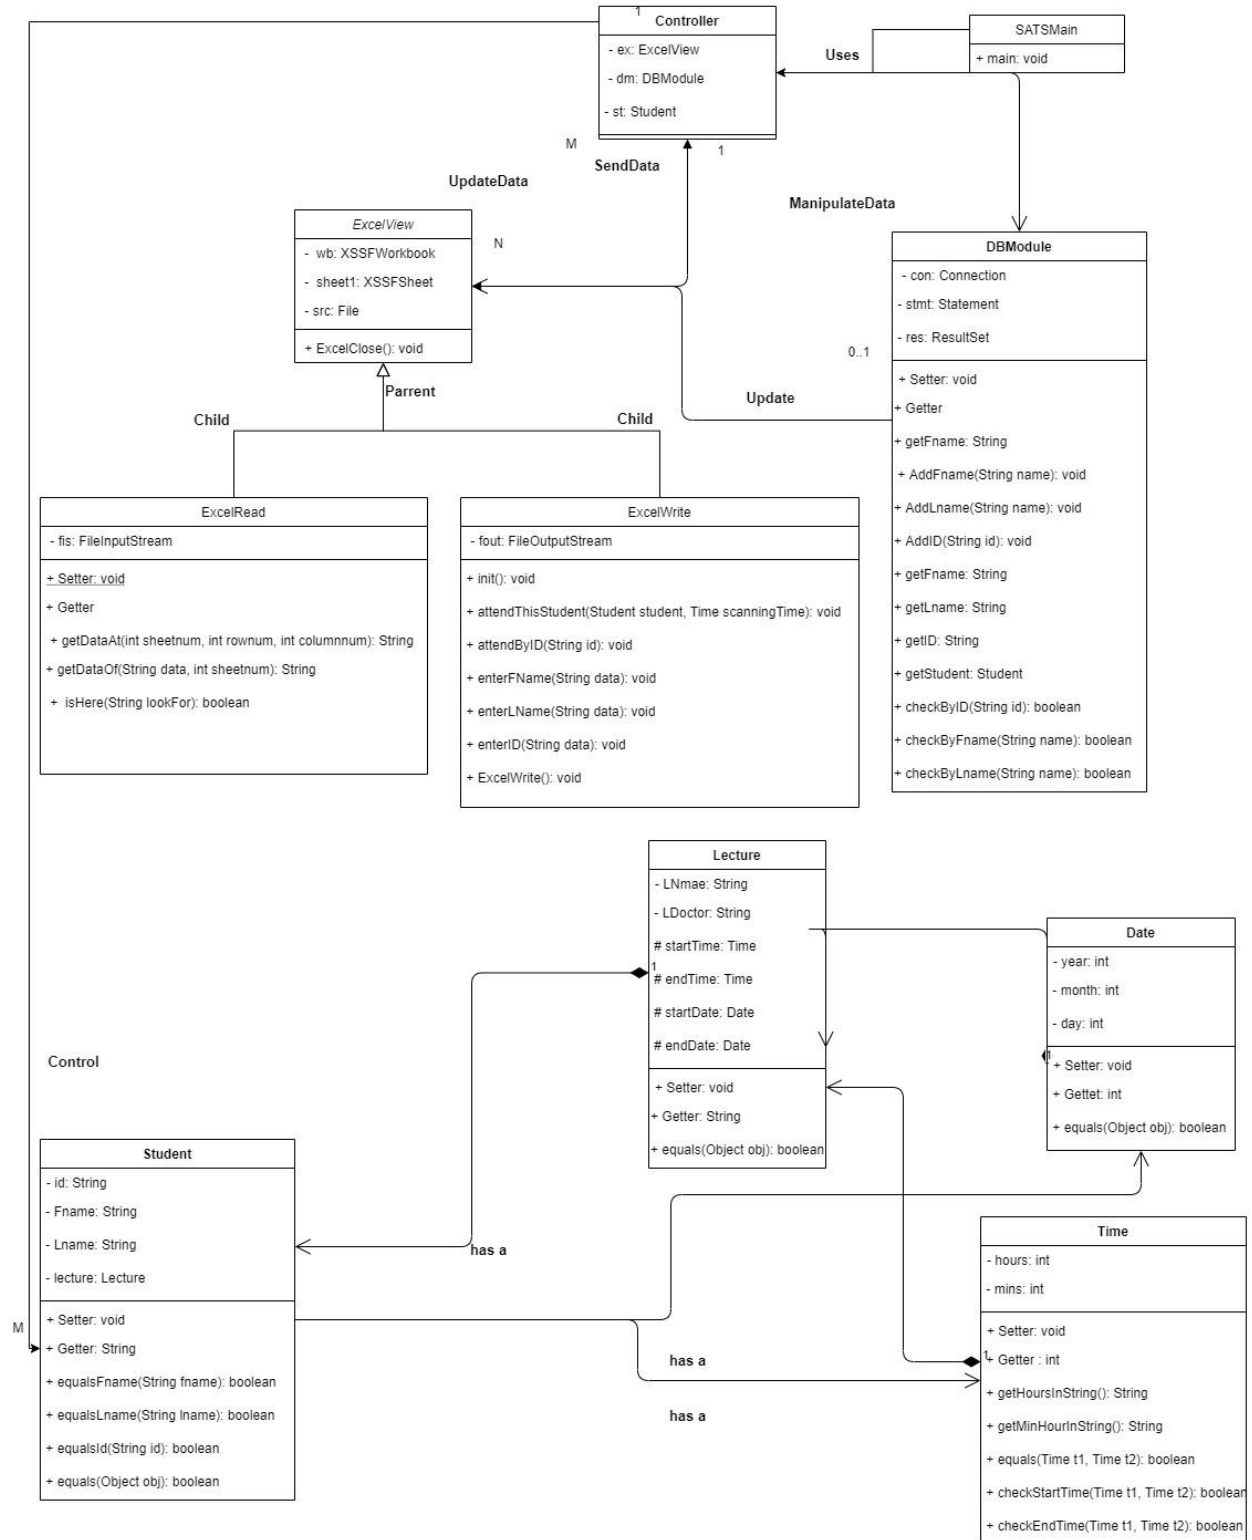 1
Controller
- ex: ExcelView
- dm: DBModule
- st: Student
Uses
SATSMain
+ main: void
M
SendData
1
UpdateData
ManipulateData
ExcelView
- wb: XSSFWorkbook
- sheet1: XSSFSheet
- src: File
+ ExcelClose(): void
N
DBModule
- con: Connection
- stmt: Statement
- res: ResultSet
+ Setter: void
+ Getter
+ getFname: String
+ AddFname(String name): void
+ AddLname(String name): void
+ AddID(String id): void
+ getFname: String
+ getLname: String
+ getID: String
+ getStudent: Student
+ checkByID(String id): boolean
+ checkByFname(String name): boolean
+ checkByLname(String name): boolean
0..1
Update
Parrent
Child
Child
ExcelRead
- fis: FileInputStream
+ Setter: void
+ Getter
+ getDataAt(int sheetnum, int rownum, int columnnum): String
+ getDataOf(String data, int sheetnum): String
+ isHere(String lookFor): boolean
ExcelWrite
- fout: FileOutputStream
+ init(): void
+ attendThisStudent(Student student, Time scanningTime): void
+ attendByID(String id): void
+ enterFName(String data): void
+ enterLName(String data): void
+ enterID(String data): void
+ ExcelWrite(): void
Lecture
- LNmae: String
- LDoctor: String
# startTime: Time
1
# endTime: Time
# startDate: Date
# endDate: Date
+ Setter: void
+ Getter: String
+ equals(Object obj): boolean
Date
- year: int
- month: int
- day: int
1
+ Setter: void
+ Gettet: int
+ equals(Object obj): boolean
Control
Student
- id: String
- Fname: String
- Lname: String
- lecture: Lecture
+ Setter: void
+ Getter: String
+ equalsFname(String fname): boolean
+ equalsLname(String lname): boolean
+ equalsId(String id): boolean
+ equals(Object obj): boolean
M
has a
has a
has a
Time
- hours: int
- mins: int
+ Setter: void
1
+ Getter : int
+ getHoursInString(): String
+ getMinHourInString(): String
+ equals(Time t1, Time t2): boolean
+ checkStartTime(Time t1, Time t2): boolean
+ checkEndTime(Time t1, Time t2): boolean